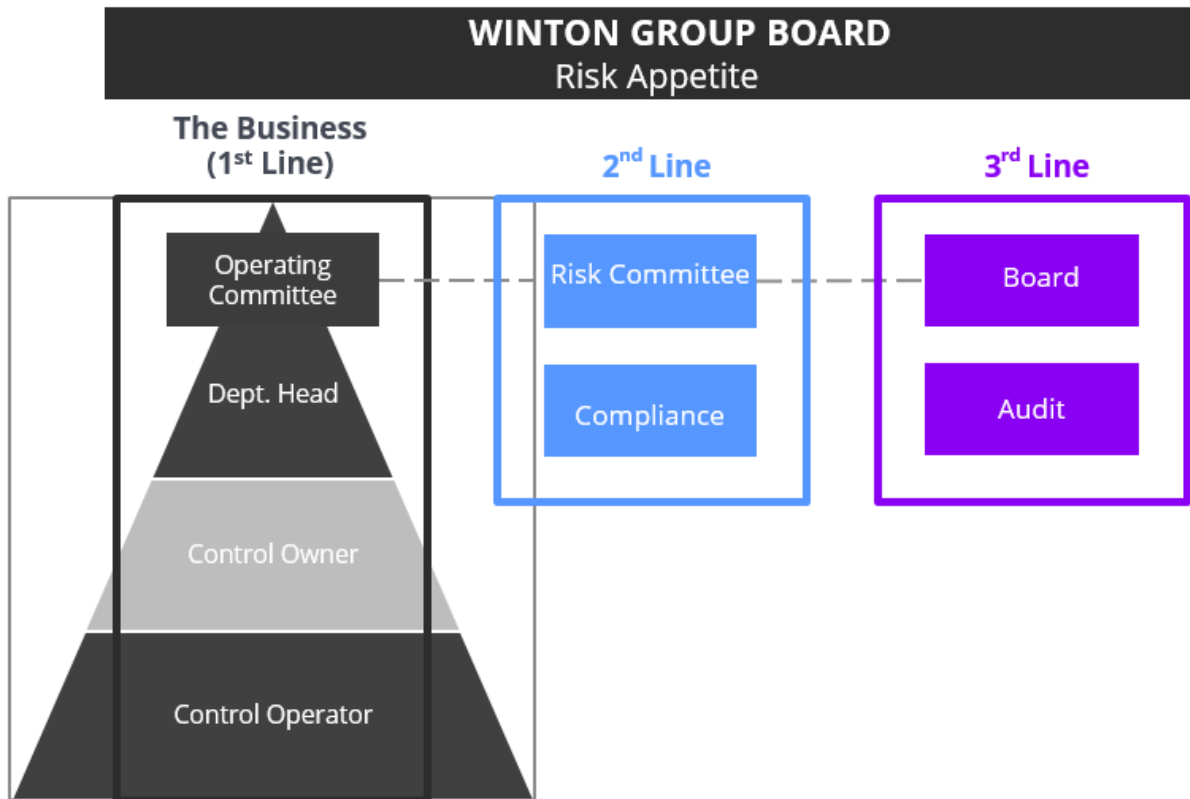 WINTON GROUP BOARD
Risk Appetite
The Business
(1st Line)
2nd Line
3rd Line
Operating
Committee
Risk Committee
Board
Dept. Head
Compliance
Audit
Control Owner
Control Operator